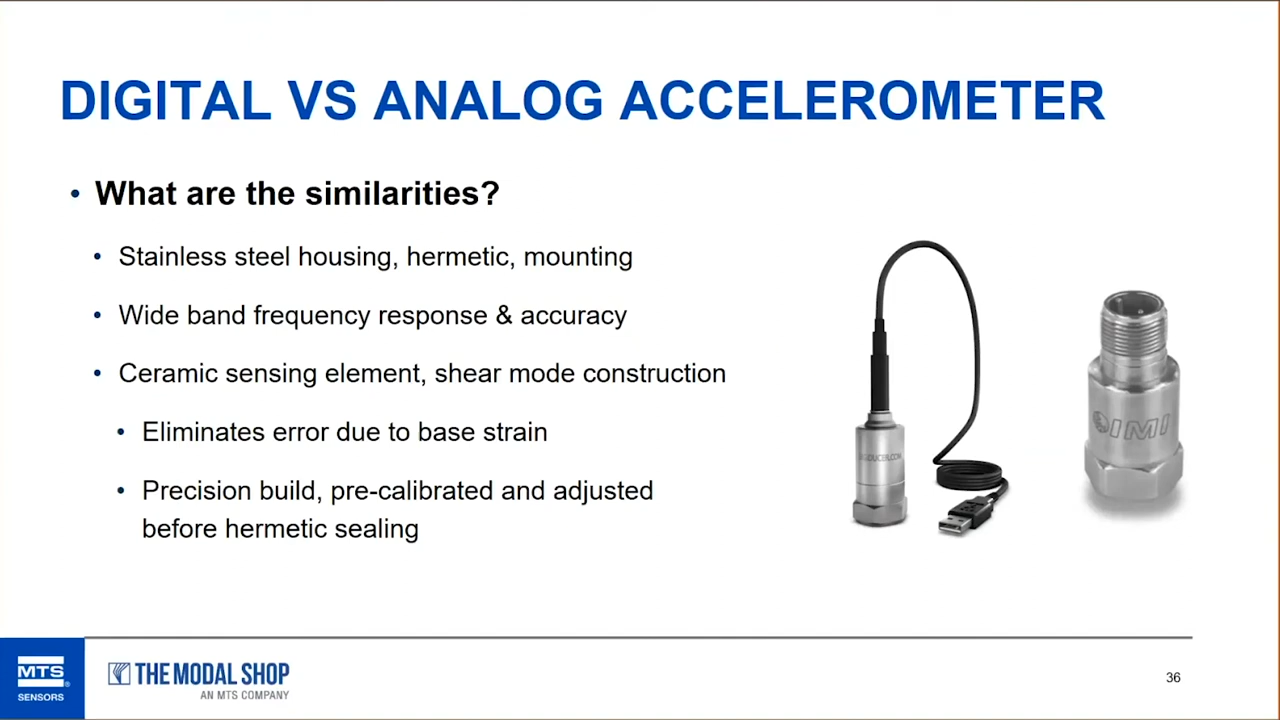 DIGITAL VS ANALOG ACCELEROMETER
• What are the similarities?
• Stainless steel housing, hermetic, mounting
• Wide band frequency response & accuracy
• Ceramic sensing element, shear mode construction
• Eliminates error due to base strain
• Precision build, pre-calibrated and adjusted
before hermetic sealing
IMI
MTS®
SENSORS
THE MODAL SHOP
AN MTS COMPANY
36